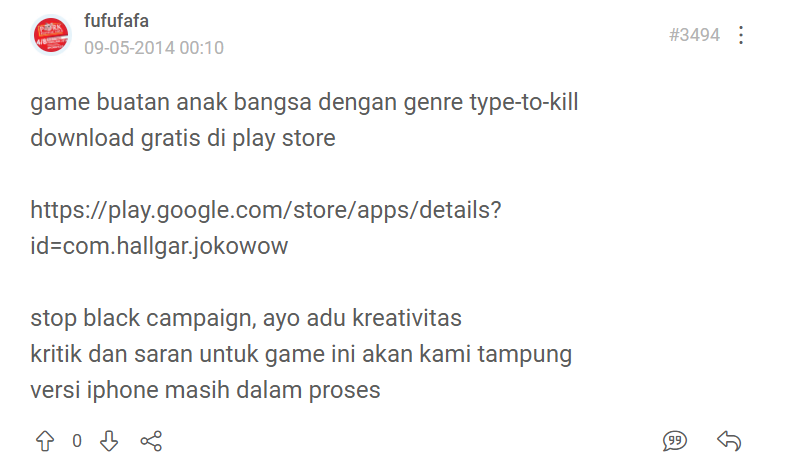 fufufafa
09-05-2014 00:10
#3494
game buatan anak bangsa dengan genre type-to-kill
download gratis di play store
https://play.google.com/store/apps/details?
id=com.hallgar.jokowow
stop black campaign, ayo adu kreativitas
kritik dan saran untuk game ini akan kami tampung
versi iphone masih dalam proses
0